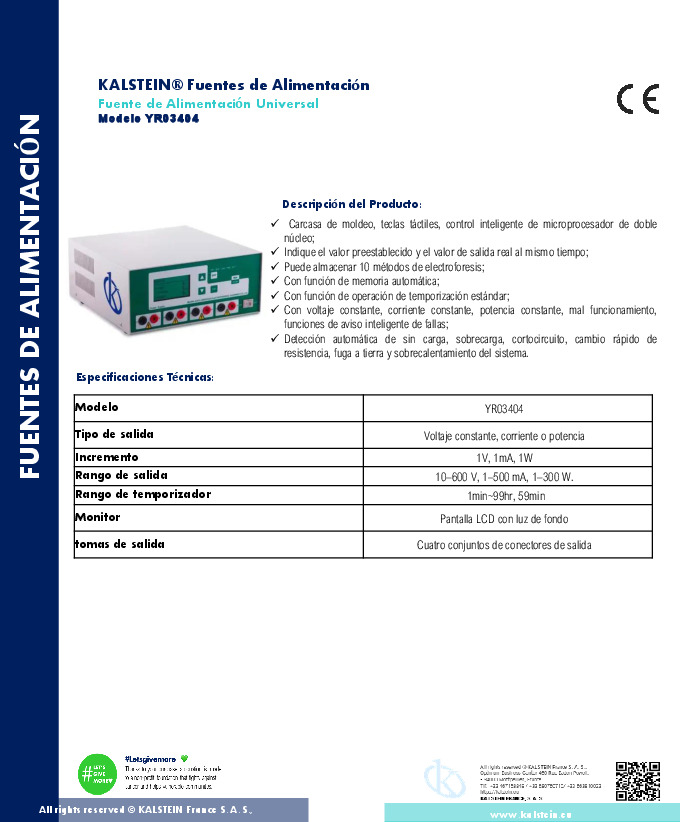 FUENTES DE ALIMENTACIÓN
KALSTEIN® Fuentes de Alimentación
Fuente de Alimentación Universal
Modelo YR03404
CE
Descripción del Producto:
✓ Carcasa de moldeo, teclas táctiles, control inteligente de microprocesador de doble
núcleo;
✓ Indique el valor preestablecido y el valor de salida real al mismo tiempo;
✓ Puede almacenar 10 métodos de electroforesis;
✓ Con función de memoria automática;
✓ Con función de operación de temporización estándar;
✓ Con voltaje constante, corriente constante, potencia constante, mal funcionamiento,
funciones de aviso inteligente de fallas;
✓ Detección automática de sin carga, sobrecarga, cortocircuito, cambio rápido de
resistencia, fuga a tierra y sobrecalentamiento del sistema.
Especificaciones Técnicas:
Modelo YR03404
Tipo de salida Voltaje constante, corriente o potencia
Incremento 1V, 1mA, 1W
Rango de salida 10–600 V, 1–500 mA, 1–300 W.
Rango de temporizador 1min~99hr, 59min
Monitor Pantalla LCD con luz de fondo
tomas de salida Cuatro conjuntos de conectores de salida
# LET'S
GIVE
MORE
#Letsgivemore
All rights reserved ©KALSTEIN France S. A. S.,
KALSTEIN FRANCE, S. A. S
All rights reserved © KALSTEIN France S.A.S.,
www.kalstein.eu